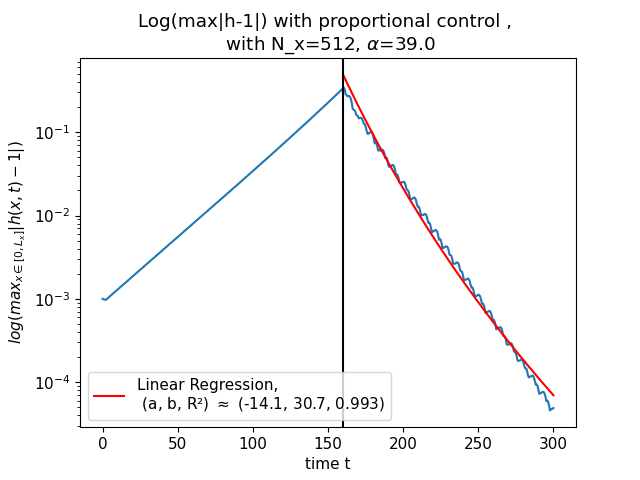 Log(max|h-1|) with proportional control ,
with N_x=512, α=39.0
log(max_{x∈[0, L_x]}|h(x, t) − 1|)
10^{-1}
10^{-2}
10^{-3}
10^{-4}
Linear Regression,
(a, b, R²) ≈ (-14.1, 30.7, 0.993)
0 50 100 150 200 250 300
time t